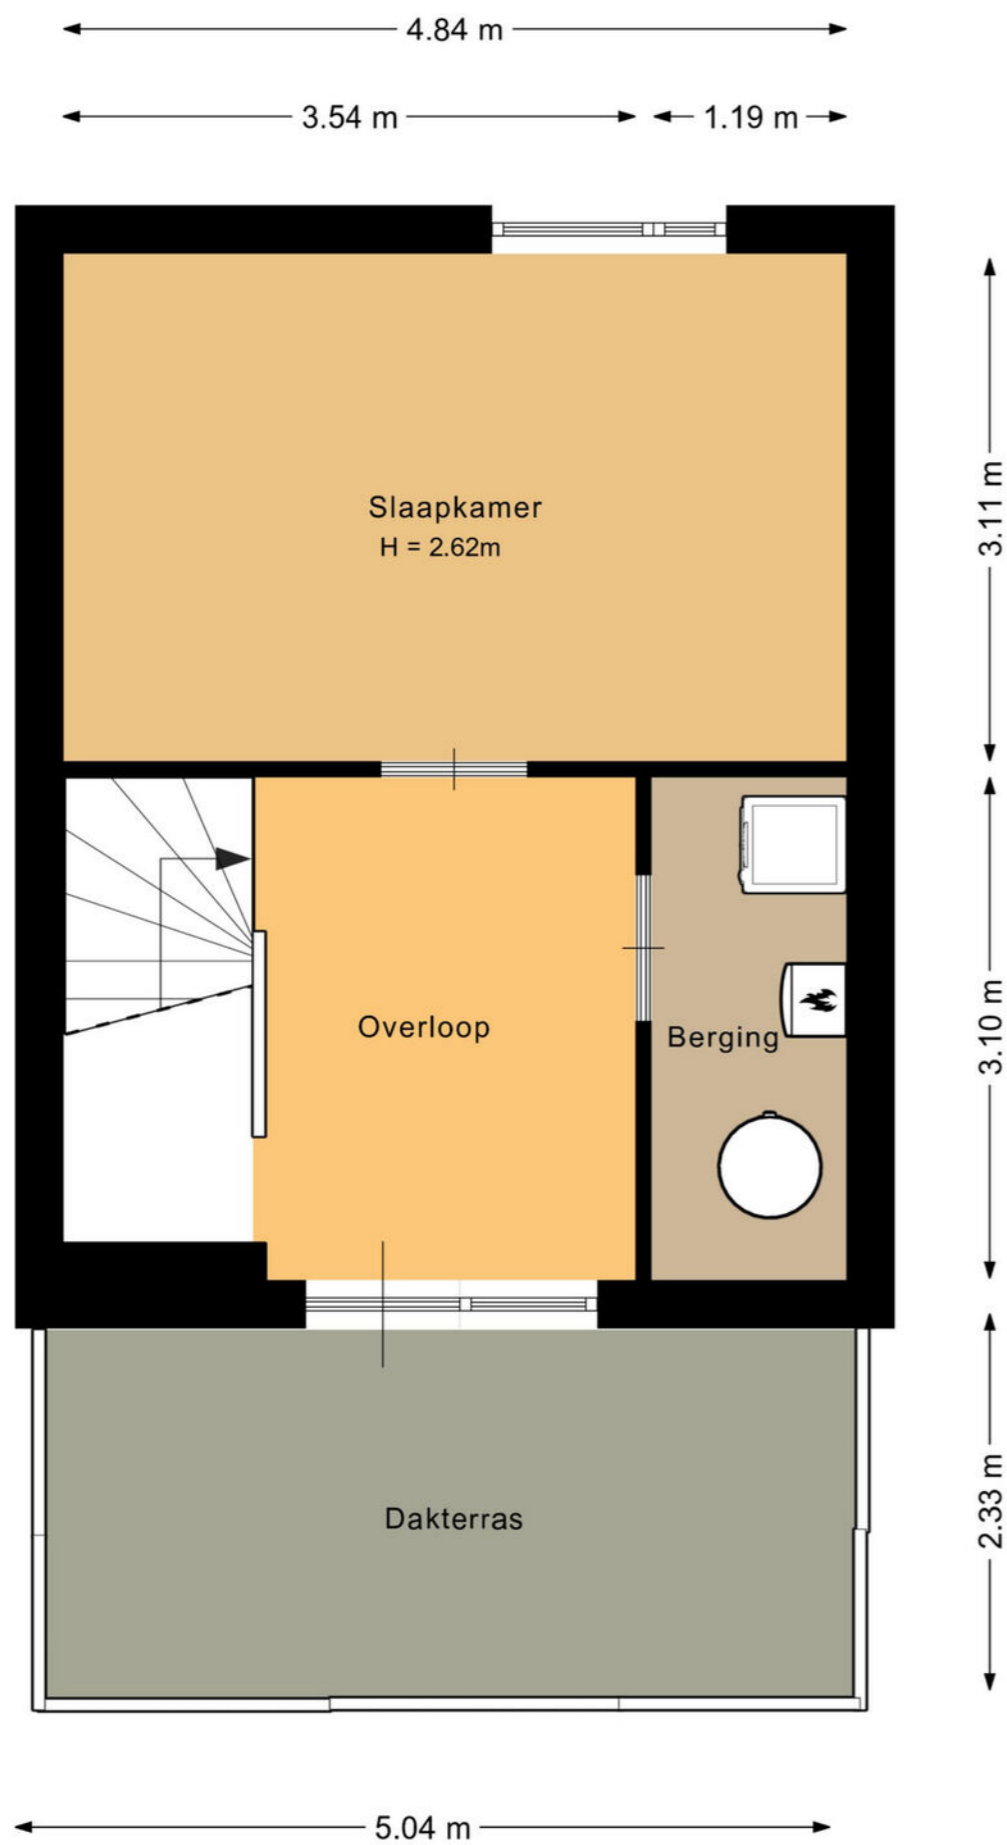 4.84 m
3.54 m
1.19 m
Slaapkamer
H = 2.62m
3.11 m
Overloop
Berging
3.10 m
Dakterras
2.33 m
5.04 m